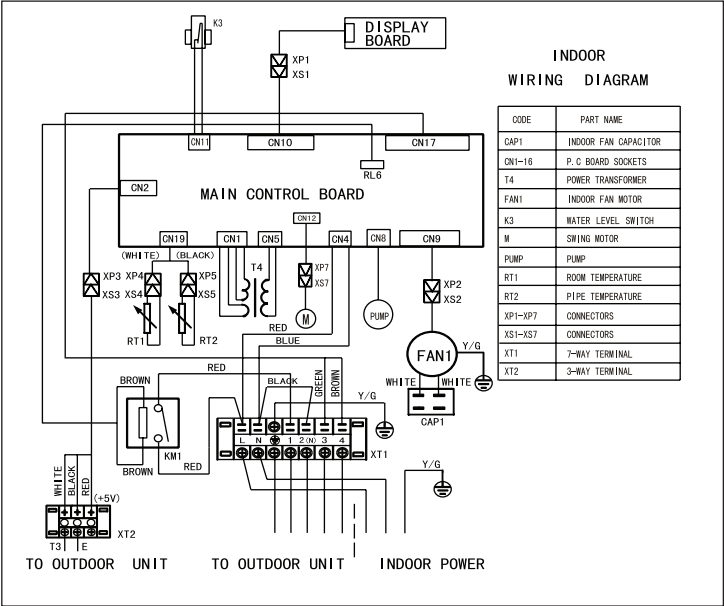 K3
DISPLAY
BOARD
XP1
XS1
INDOOR
WIRING DIAGRAM
CODE PART NAME
CAP1 INDOOR FAN CAPACITOR
CN1-16 P.C BOARD SOCKETS
T4 POWER TRANSFORMER
FAN1 INDOOR FAN MOTOR
K3 WATER LEVEL SWITCH
M SWING MOTOR
PUMP PUMP
RT1 ROOM TEMPERATURE
RT2 PIPE TEMPERATURE
XP1-XP7 CONNECTORS
XS1-XS7 CONNECTORS
XT1 7-WAY TERMINAL
XT2 3-WAY TERMINAL
CN11 CN10 CN17
RL6
CN2
MAIN CONTROL BOARD
CN12
CN19 CN1 CN5 CN4 CN8 CN9
(WHITE) (BLACK)
T4
XP3 XP4 XP5 XP7 XP2
XS3 XS4 XS5 XS7 XS2
M PUMP
RT1 RT2
RED
BLUE
FAN1 Y/G
RED
BROWN BLACK GREEN BROWN
WHITE WHITE
Y/G
CAP1
L N 1 2(N) 3 4
KM1
XT1
BROWN RED
Y/G
WHITE BLACK RED
(+5V)
XT2
T3 E
TO OUTDOOR UNIT TO OUTDOOR UNIT INDOOR POWER